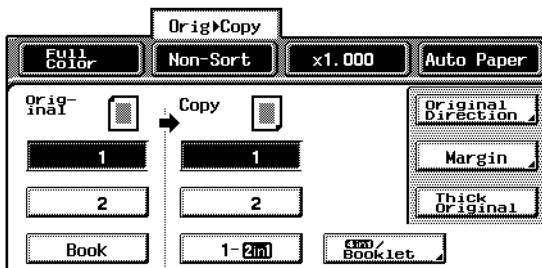 Orig▶Copy
Full Color
Non-Sort
x1.000
Auto Paper
Orig-
inal
Copy
Original
Direction
1
1
Margin
2
2
Thick
Original
Book
1-2in1
4in1/
Booklet